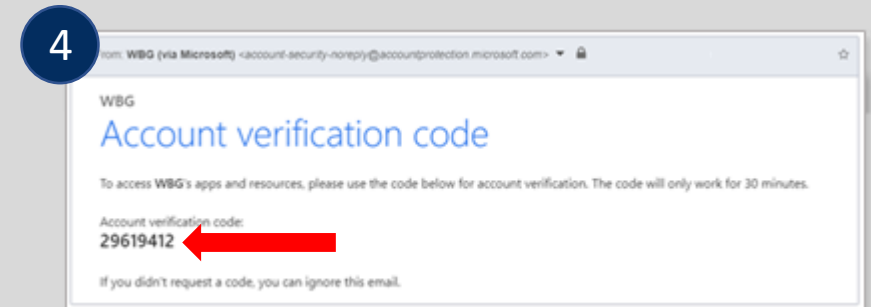 4
From: WBG (via Microsoft) <account-security-noreply@accountprotection.microsoft.com>
WBG
Account verification code
To access WBG's apps and resources, please use the code below for account verification. The code will only work for 30 minutes.
Account verification code:
29619412
If you didn't request a code, you can ignore this email.